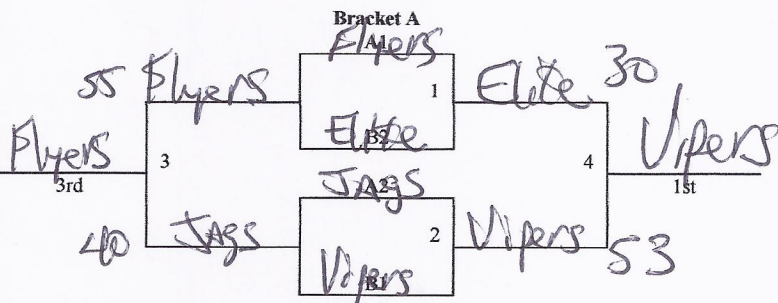 Bracket A
A1
Flyers
55 Flyers 1 Elite 30
Elite
B2
Flyers 3 4 Vipers
3rd 1st
Jags
A2
40 Jags 2 Vipers 53
Vipers
B1